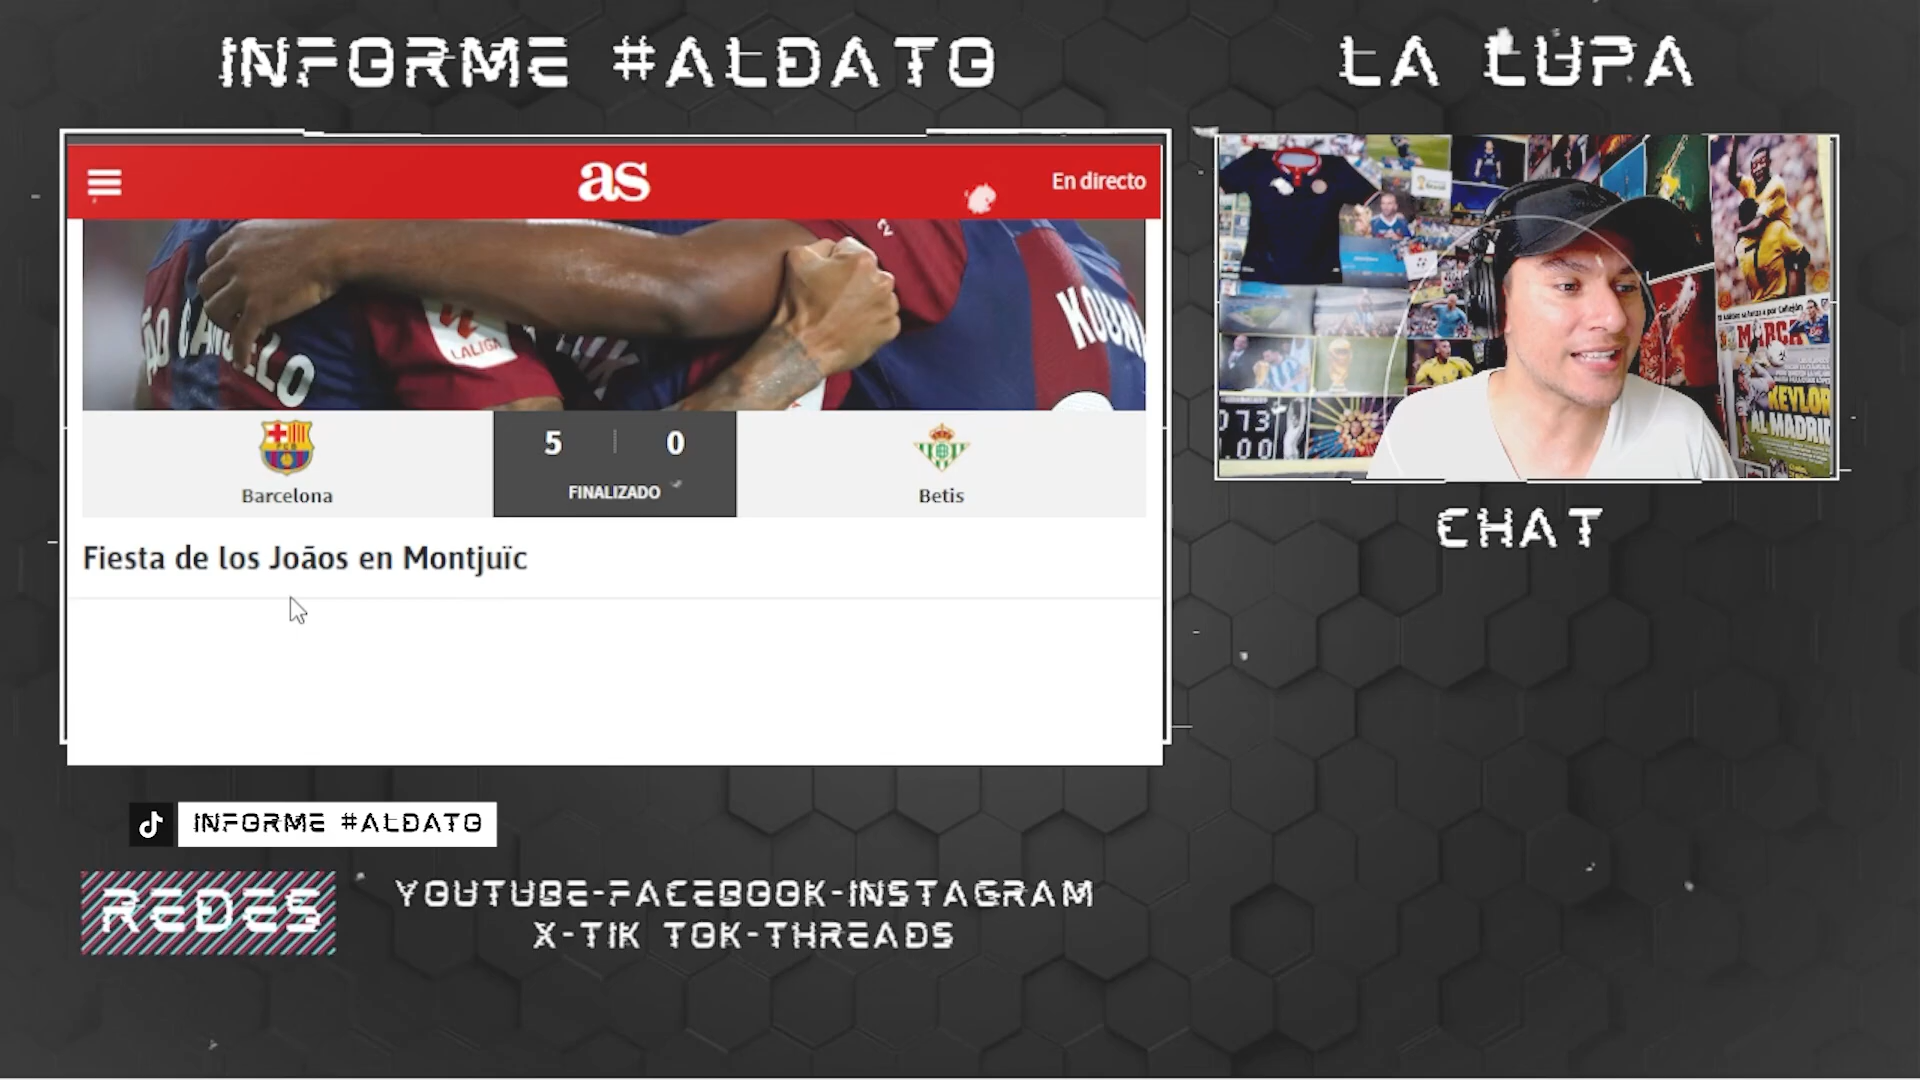 INFORME #ALDATO
LA LUPA
as
En directo
LALIGA
5 0
FINALIZADO
Barcelona
Betis
Fiesta de los Joãos en Montjuïc
MARCA
KEYLOR
AL MADRID
CHAT
INFORME #ALDATO
REDES
YOUTUBE-FACEBOOK-INSTAGRAM
X-TIK TOK-THREADS